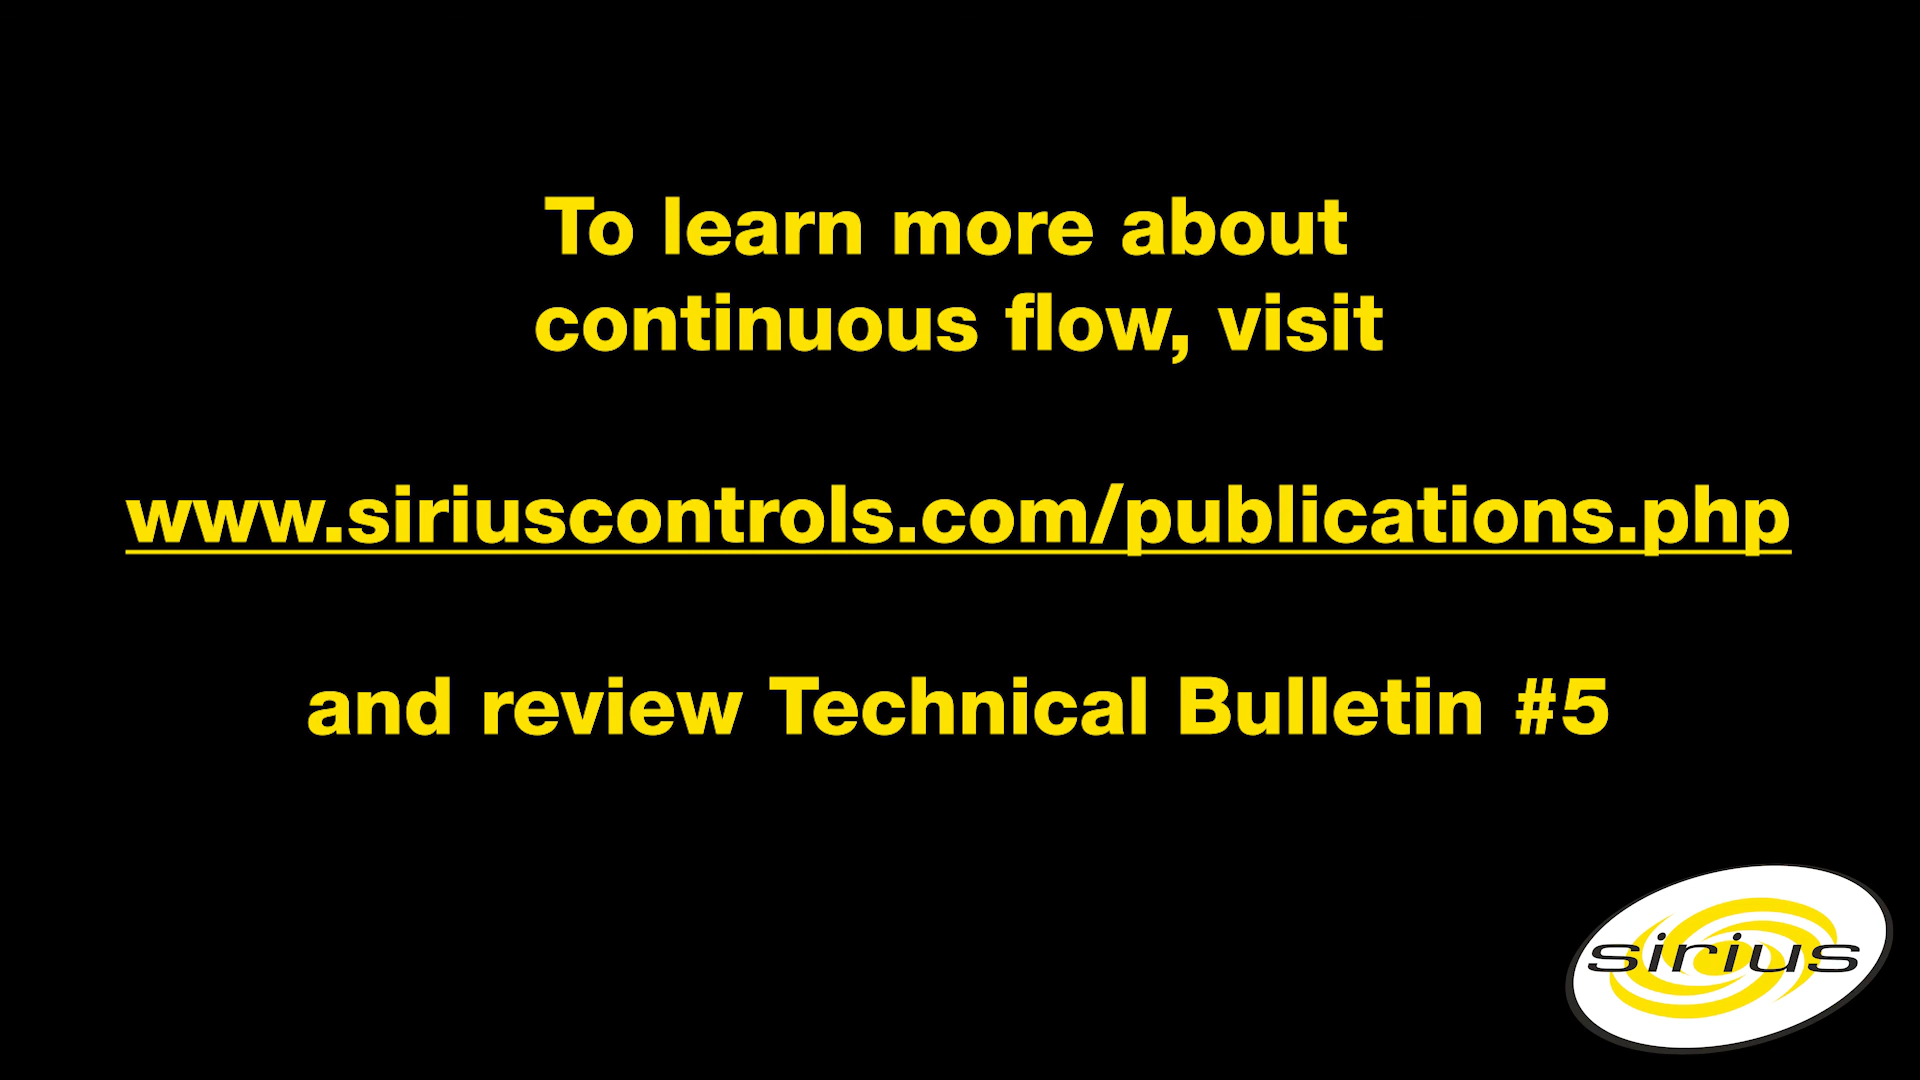 To learn more about
continuous flow, visit
www.siriuscontrols.com/publications.php
and review Technical Bulletin #5
sirius